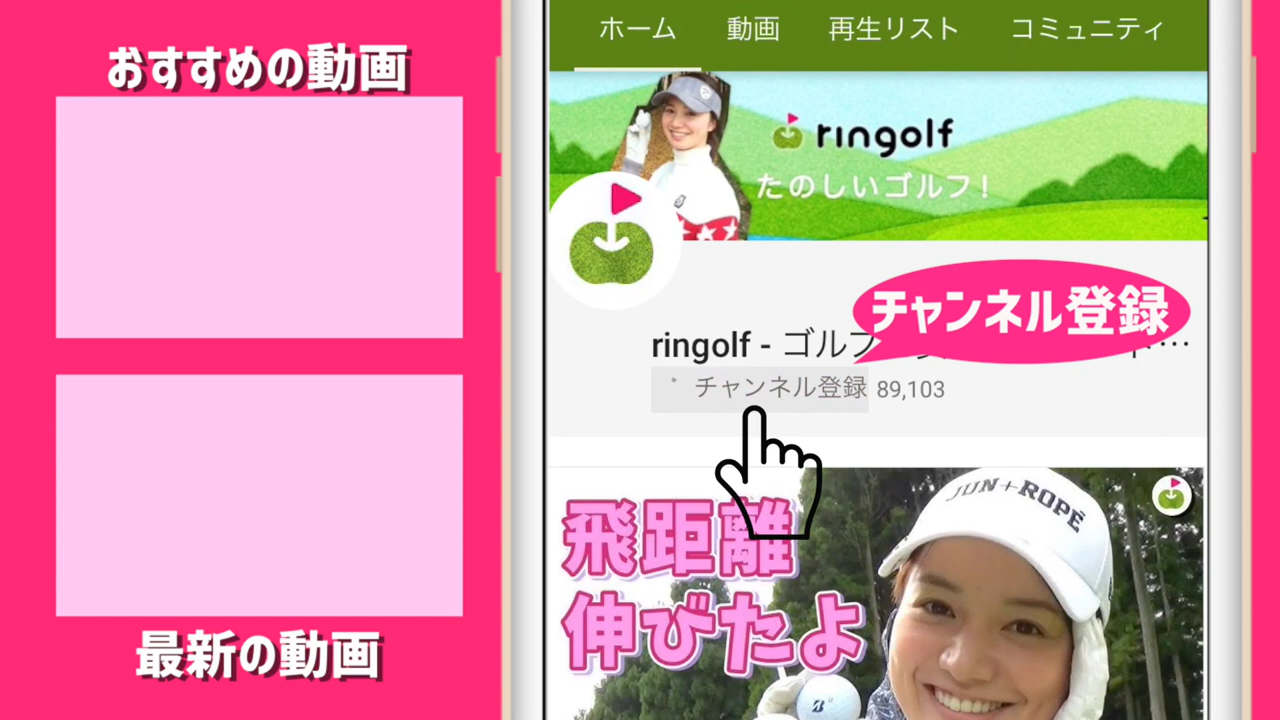 おすすめの動画
最新の動画
ホーム 動画 再生リスト コミュニティ
ringolf
たのしいゴルフ!
チャンネル登録
ringolf - ゴルフ
チャンネル登録 89,103
飛距離
伸びたよ
JUN+ROPÉ
B